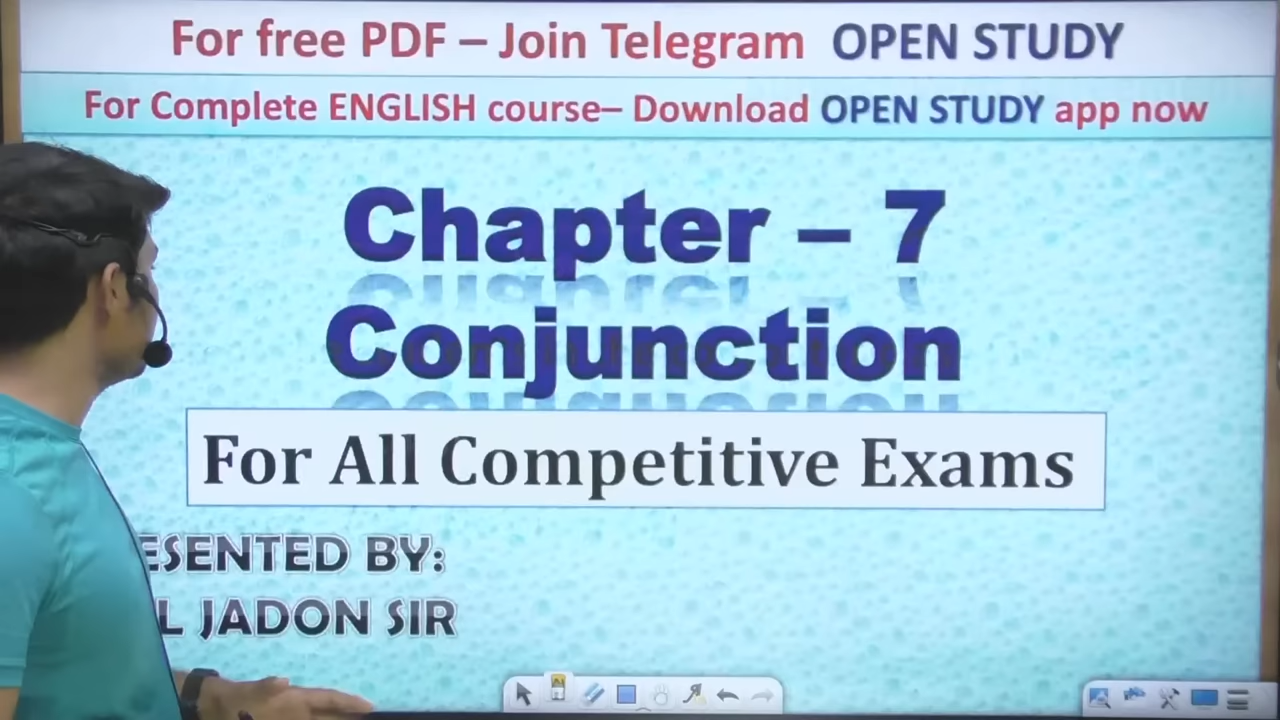 For free PDF – Join Telegram OPEN STUDY
For Complete ENGLISH course– Download OPEN STUDY app now
Chapter – 7
Conjunction
For All Competitive Exams
ESENTED BY:
L JADON SIR